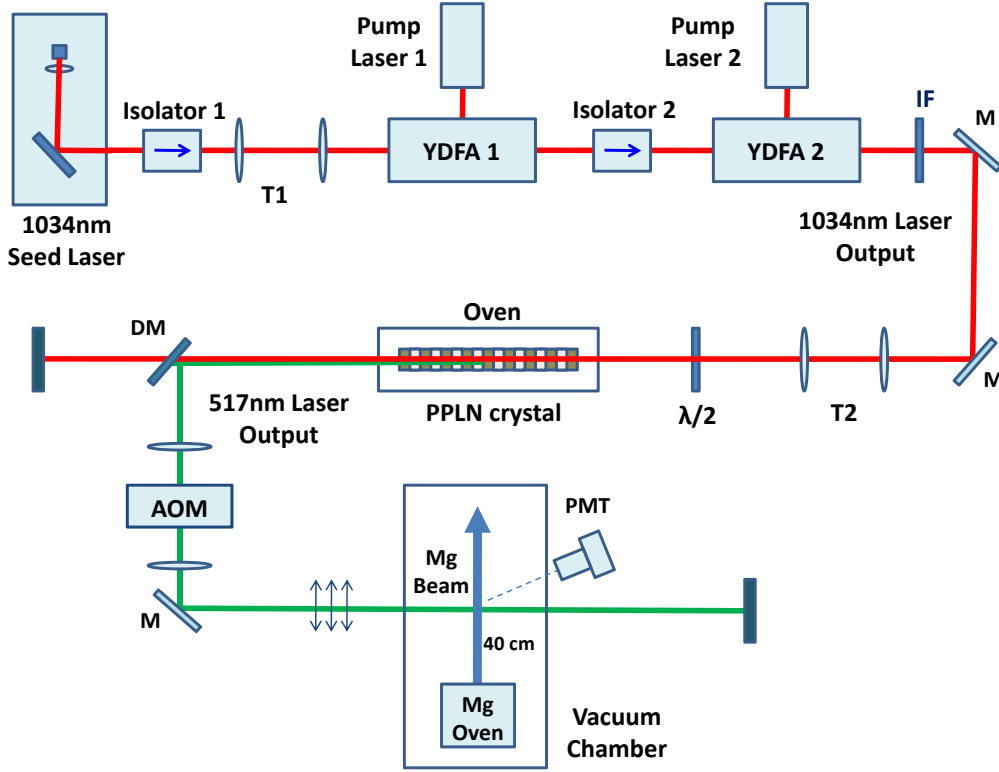 Pump
Laser 1
Pump
Laser 2
Isolator 1
Isolator 2
IF
M
YDFA 1
YDFA 2
T1
1034nm
Seed Laser
1034nm Laser
Output
DM
Oven
M
517nm Laser
Output
PPLN crystal
λ/2
T2
AOM
PMT
Mg
Beam
M
40 cm
Mg
Oven
Vacuum
Chamber